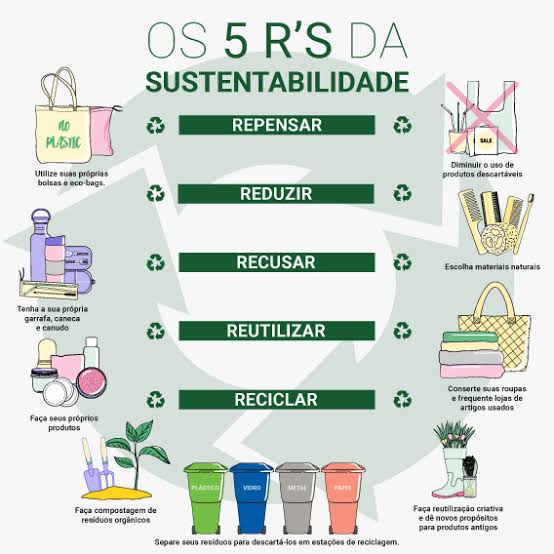 OS 5 R'S DA
SUSTENTABILIDADE
NO
PLASTIC
Utilize suas próprias
bolsas e eco-bags.
REPENSAR
SALE
Diminuir o uso de
produtos descartáveis
REDUZIR
Tenha a sua própria
garrafa, caneca
e canudo
RECUSAR
Escolha materiais naturais
REUTILIZAR
Faça seus próprios
produtos
Conserte suas roupas
e frequente lojas de
artigos usados
RECICLAR
Faça compostagem de
resíduos orgânicos
PLÁSTICO
VIDRO
METAL
PAPEL
Faça reutilização criativa
e dê novos propósitos
para produtos antigos
Separe seus resíduos para descartá-los em estações de reciclagem.